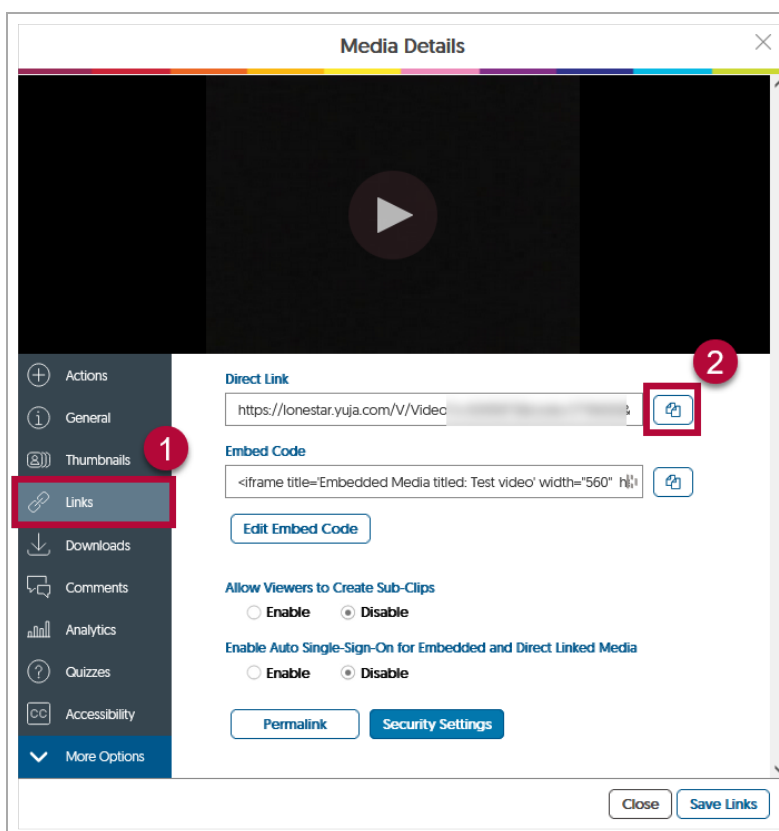 Media Details
Actions
General
Thumbnails
1
Links
Downloads
Comments
Analytics
Quizzes
CC Accessibility
More Options
2
Direct Link
https://lonestar.yuja.com/V/Video
Embed Code
<iframe title='Embedded Media titled: Test video' width="560"
Edit Embed Code
Allow Viewers to Create Sub-Clips
Enable Disable
Enable Auto Single-Sign-On for Embedded and Direct Linked Media
Enable Disable
Permalink Security Settings
Close Save Links